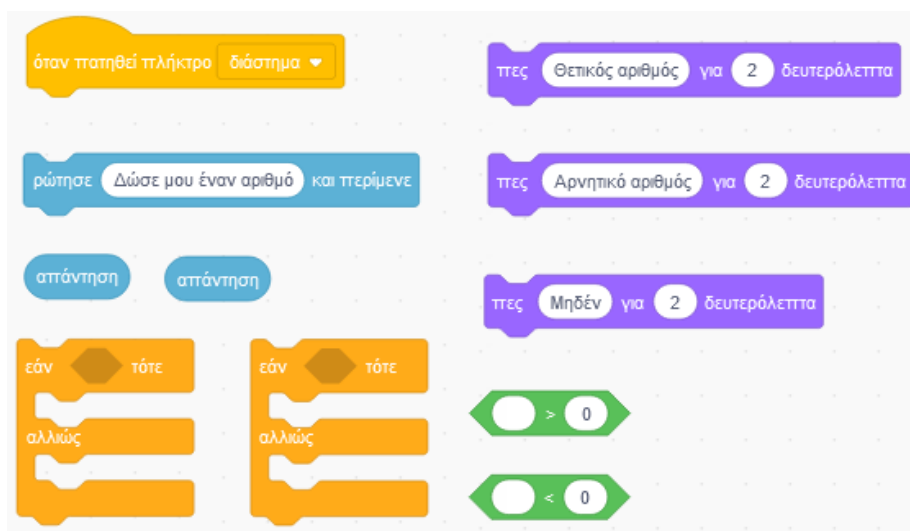 όταν πατηθεί πλήκτρο διάστημα
ρώτησε Δώσε μου έναν αριθμό και περίμενε
απάντηση
απάντηση
εάν τότε
αλλιώς
εάν τότε
αλλιώς
πες Θετικός αριθμός για 2 δευτερόλεπτα
πες Αρνητικό αριθμός για 2 δευτερόλεπτα
πες Μηδέν για 2 δευτερόλεπτα
> 0
< 0